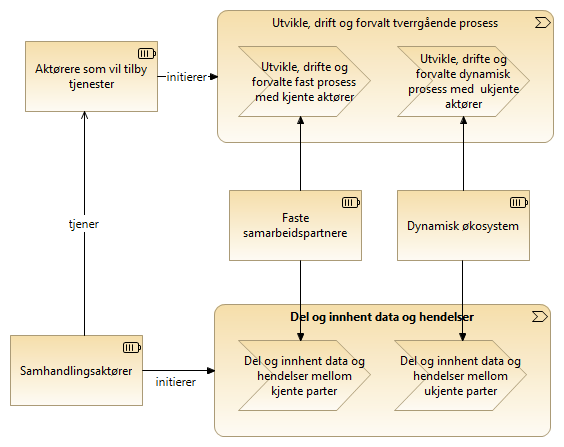 Utvikle, drift og forvalt tverrgående prosess
Aktørere som vil tilby
tjenester
initierer
Utvikle, drifte og
forvalte fast prosess
med kjente aktører
Utvikle, drifte og
forvalte dynamisk
prosess med  ukjente
aktører
tjener
Faste
samarbeidspartnere
Dynamisk økosystem
Del og innhent data og hendelser
Samhandlingsaktører
initierer
Del og innhent data og
hendelser mellom
kjente parter
Del og innhent data og
hendelser mellom
ukjente parter